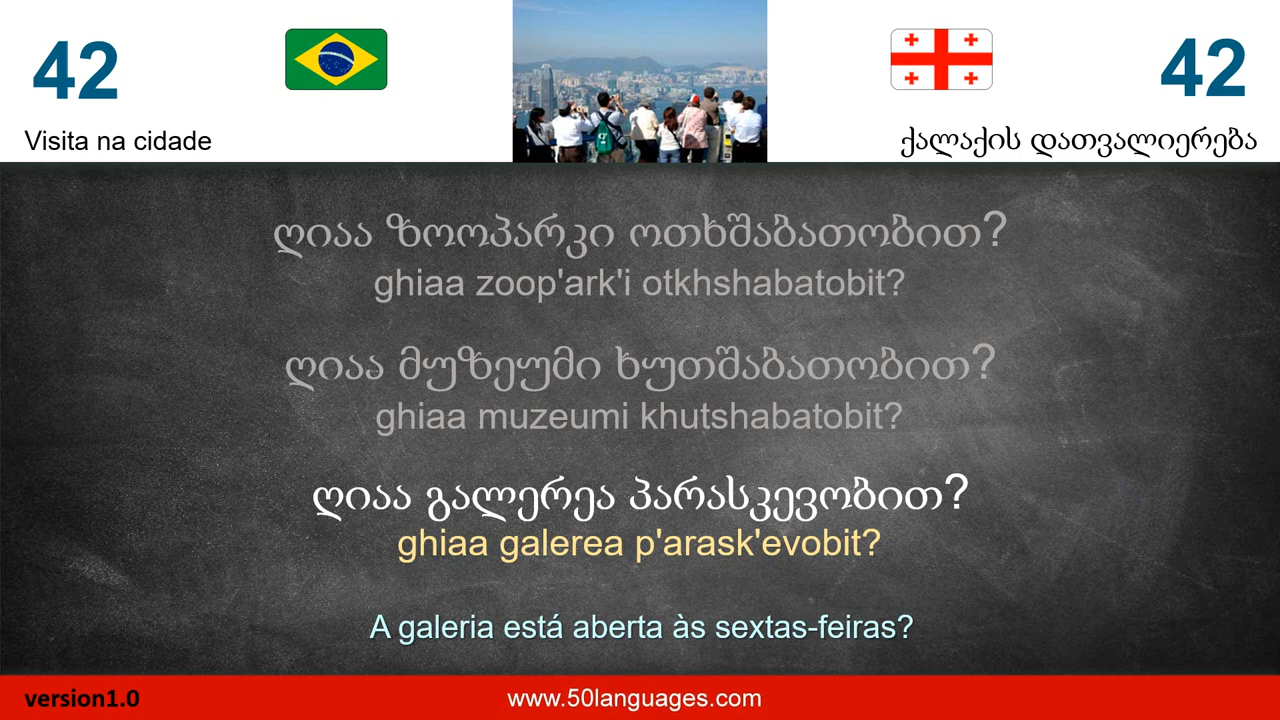 42
42
Visita na cidade
ქალაქის დათვალიერება
ღიაა ზოოპარკი ოთხშაბათობით?
ghiaa zoop'ark'i otkhshabatobit?
ღიაა მუზეუმი ხუთშაბათობით?
ghiaa muzeumi khutshabatobit?
ღიაა გალერეა პარასკევობით?
ghiaa galerea p'arask'evobit?
A galeria está aberta às sextas-feiras?
version1.0
www.50languages.com